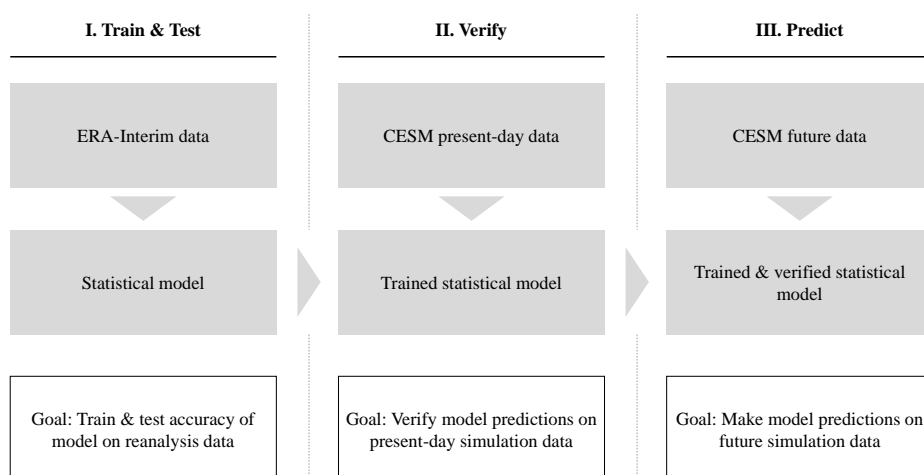 I. Train & Test
II. Verify
III. Predict
ERA-Interim data
CESM present-day data
CESM future data
Statistical model
Trained statistical model
Trained & verified statistical
model
Goal: Train & test accuracy of
model on reanalysis data
Goal: Verify model predictions on
present-day simulation data
Goal: Make model predictions on
future simulation data